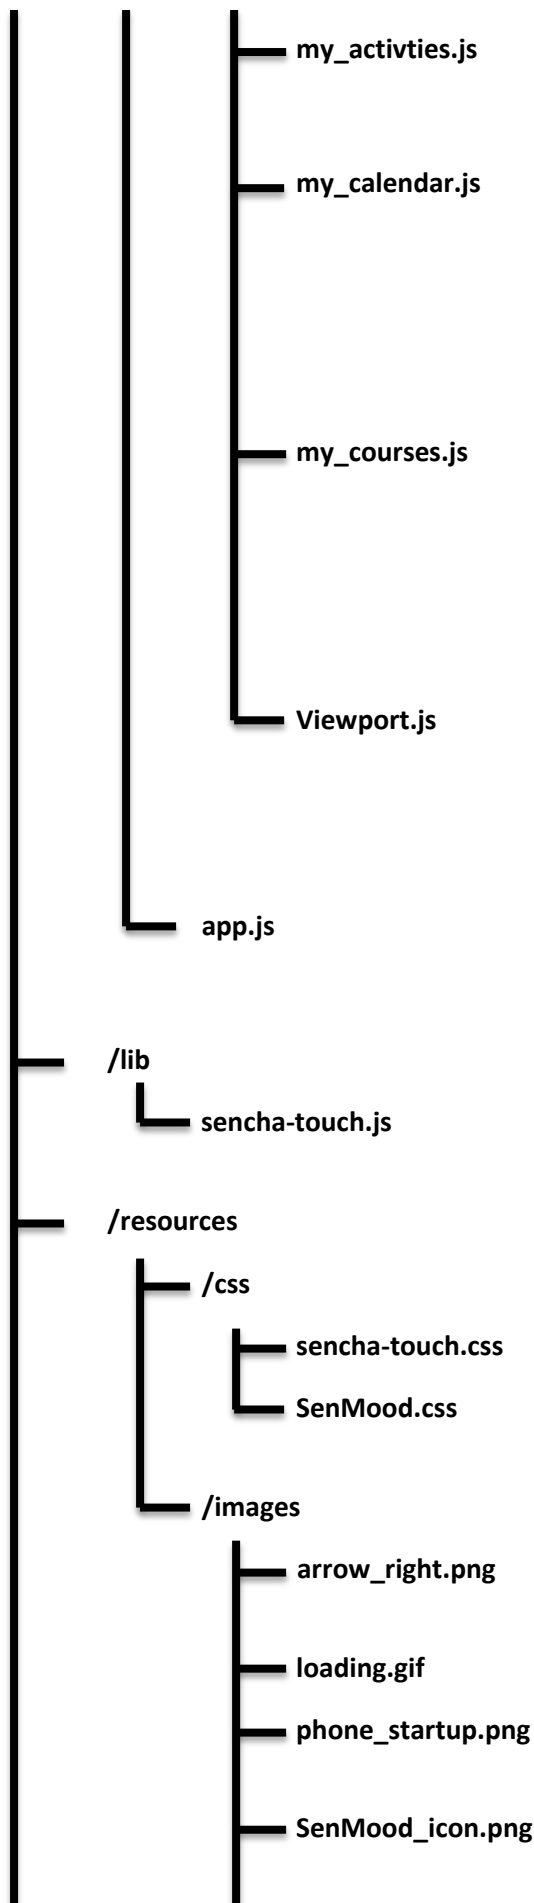 my_activties.js
my_calendar.js
my_courses.js
Viewport.js
app.js
/lib
sencha-touch.js
/resources
/css
sencha-touch.css
SenMood.css
/images
arrow_right.png
loading.gif
phone_startup.png
SenMood_icon.png